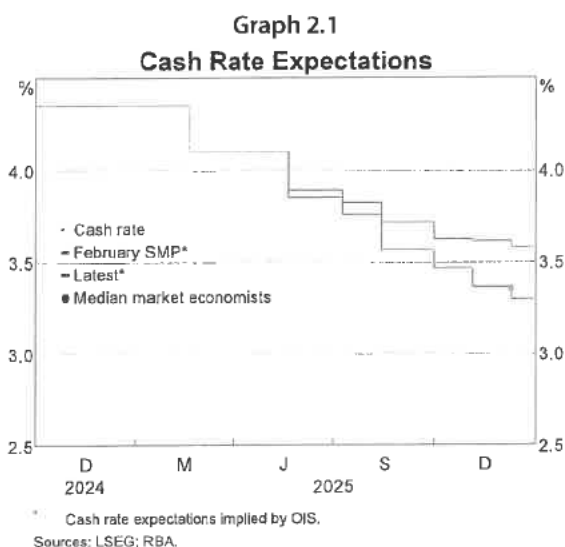 Graph 2.1
Cash Rate Expectations
% %
4.0 4.0
Cash rate
February SMP*
3.5 3.5
Latest*
● Median market economists
3.0 3.0
2.5 2.5
D M J S D
2024 2025
* Cash rate expectations implied by OIS.
Sources: LSEG; RBA.